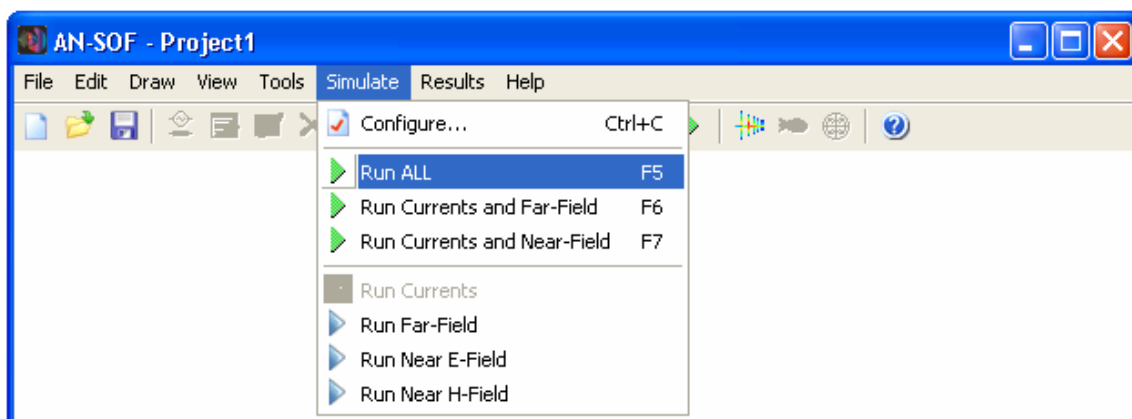 AN-SOF - Project1
File Edit Draw View Tools Simulate Results Help
Configure... Ctrl+C
Run ALL F5
Run Currents and Far-Field F6
Run Currents and Near-Field F7
Run Currents
Run Far-Field
Run Near E-Field
Run Near H-Field